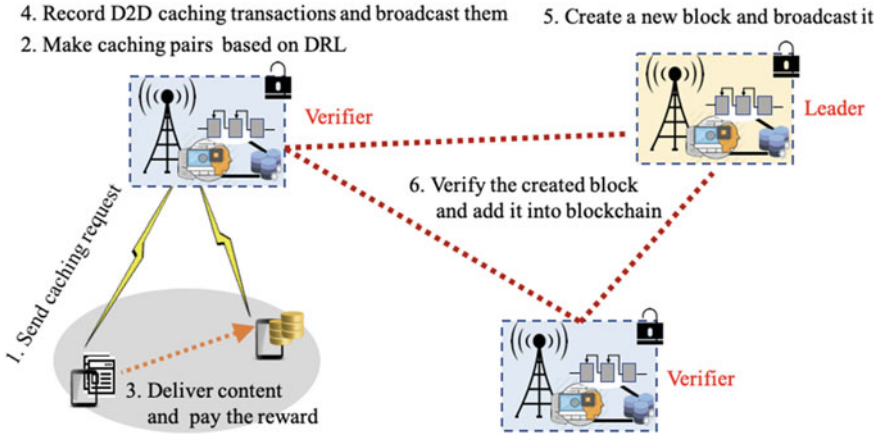 4. Record D2D caching transactions and broadcast them
5. Create a new block and broadcast it
2. Make caching pairs based on DRL
Verifier
Leader
6. Verify the created block
and add it into blockchain
1. Send caching request
3. Deliver content
and pay the reward
Verifier